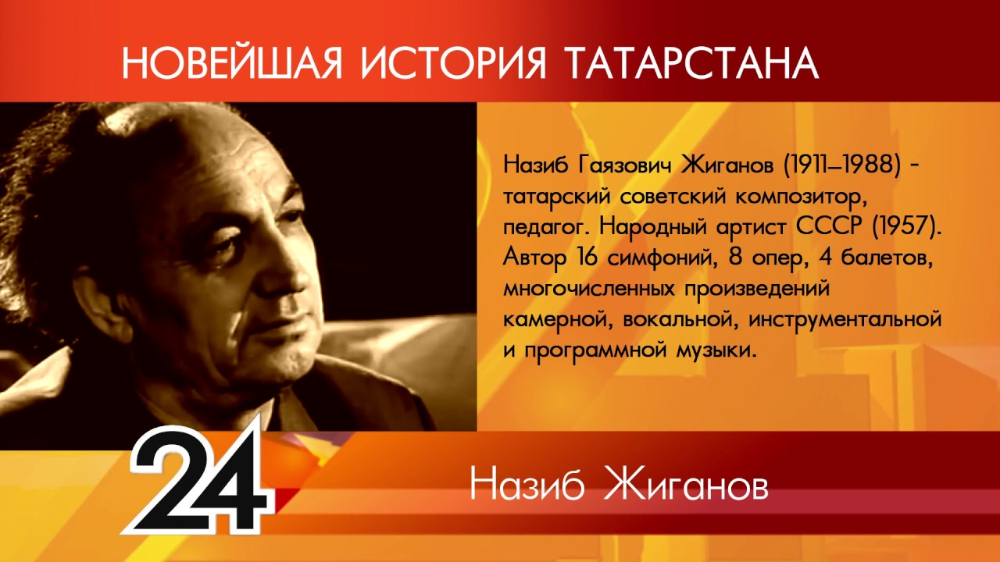 НОВЕЙШАЯ ИСТОРИЯ ТАТАРСТАНА
Назиб Гаязович Жиганов (1911–1988) -
татарский советский композитор,
педагог. Народный артист СССР (1957).
Автор 16 симфоний, 8 опер, 4 балетов,
многочисленных произведений
камерной, вокальной, инструментальной
и программной музыки.
24
Назиб Жиганов